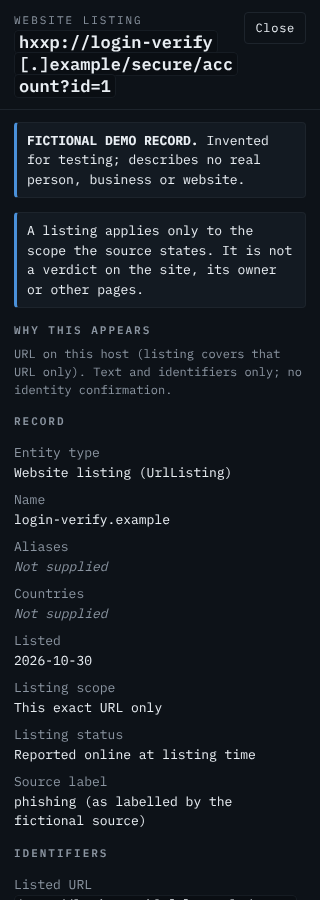 WEBSITE LISTING
Close
hxxp://login-verify
[.]example/secure/acc
ount?id=1
FICTIONAL DEMO RECORD. Invented
for testing; describes no real
person, business or website.
A listing applies only to the
scope the source states. It is not
a verdict on the site, its owner
or other pages.
WHY THIS APPEARS
URL on this host (listing covers that
URL only). Text and identifiers only; no
identity confirmation.
RECORD
Entity type
Website listing (UrlListing)
Name
login-verify.example
Aliases
Not supplied
Countries
Not supplied
Listed
2026-10-30
Listing scope
This exact URL only
Listing status
Reported online at listing time
Source label
phishing (as labelled by the
fictional source)
IDENTIFIERS
Listed URL